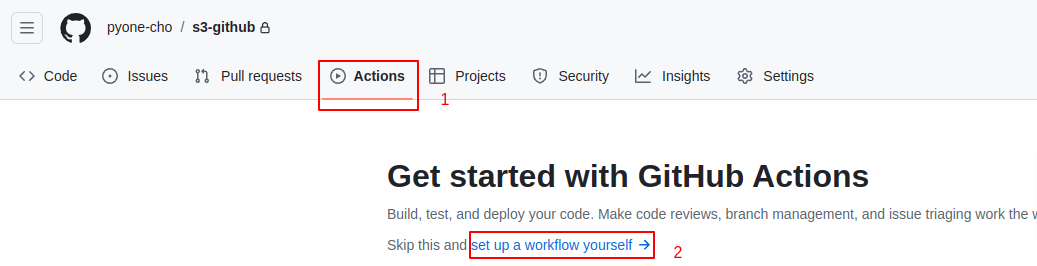 pyone-cho / s3-github
Code Issues Pull requests Actions Projects Security Insights Settings
1
Get started with GitHub Actions
Build, test, and deploy your code. Make code reviews, branch management, and issue triaging work the w
Skip this and set up a workflow yourself →
2